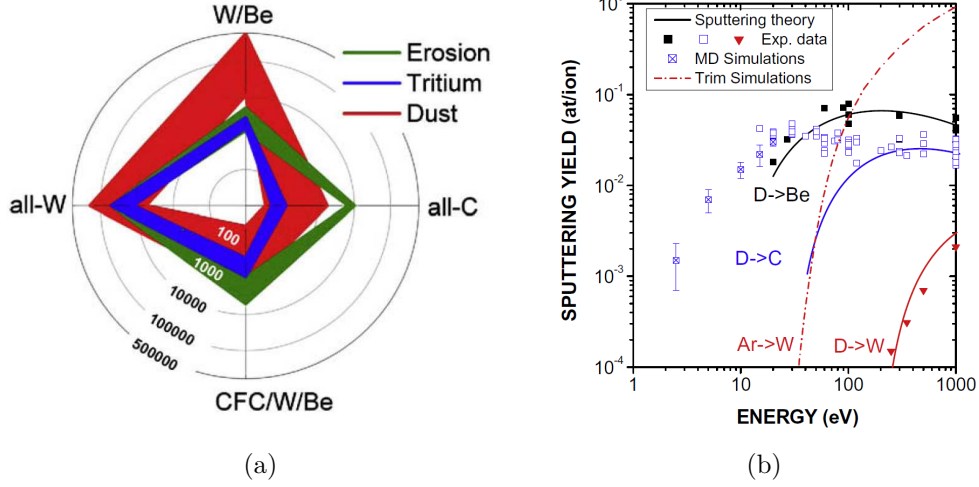 W/Be
Erosion
Tritium
Dust
all-W
all-C
100
1000
10000
100000
500000
CFC/W/Be
(a)
SPUTTERING YIELD (at/ion)
10⁰
10⁻¹
10⁻²
10⁻³
10⁻⁴
Sputtering theory
Exp. data
MD Simulations
Trim Simulations
D->Be
D->C
Ar->W
D->W
1
10
100
1000
ENERGY (eV)
(b)